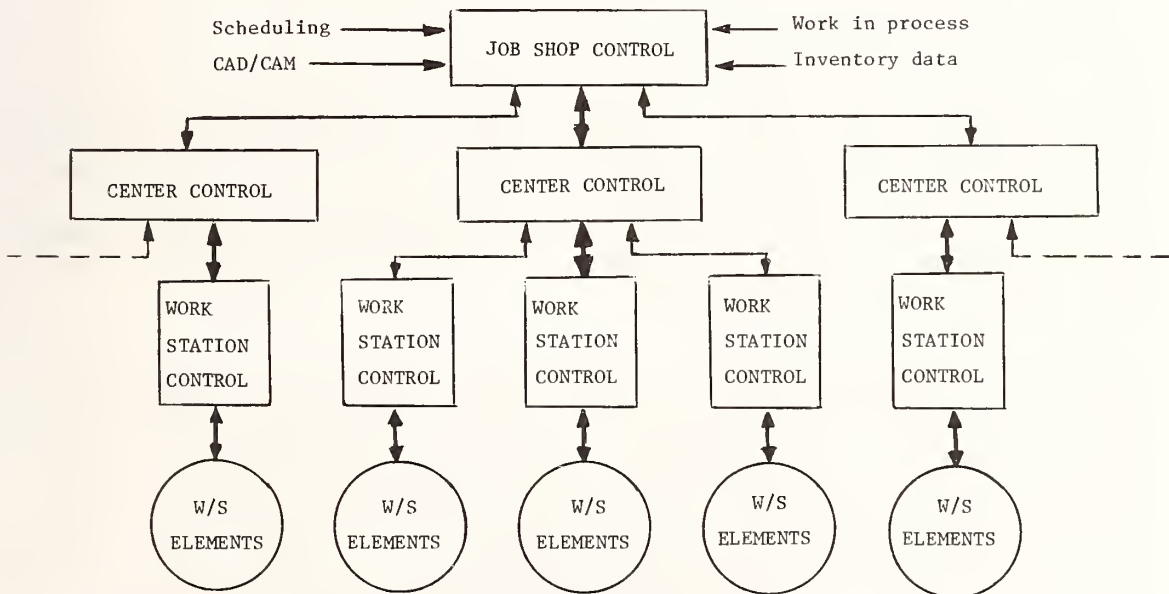 Scheduling
Work in process
JOB SHOP CONTROL
CAD/CAM
Inventory data
CENTER CONTROL
CENTER CONTROL
CENTER CONTROL
WORK
STATION
CONTROL
WORK
STATION
CONTROL
WORK
STATION
CONTROL
WORK
STATION
CONTROL
WORK
STATION
CONTROL
W/S
ELEMENTS
W/S
ELEMENTS
W/S
ELEMENTS
W/S
ELEMENTS
W/S
ELEMENTS